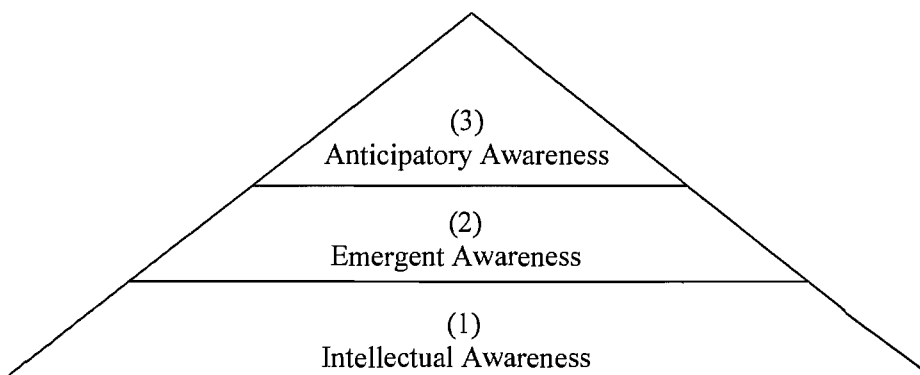 (3)
Anticipatory Awareness
(2)
Emergent Awareness
(1)
Intellectual Awareness